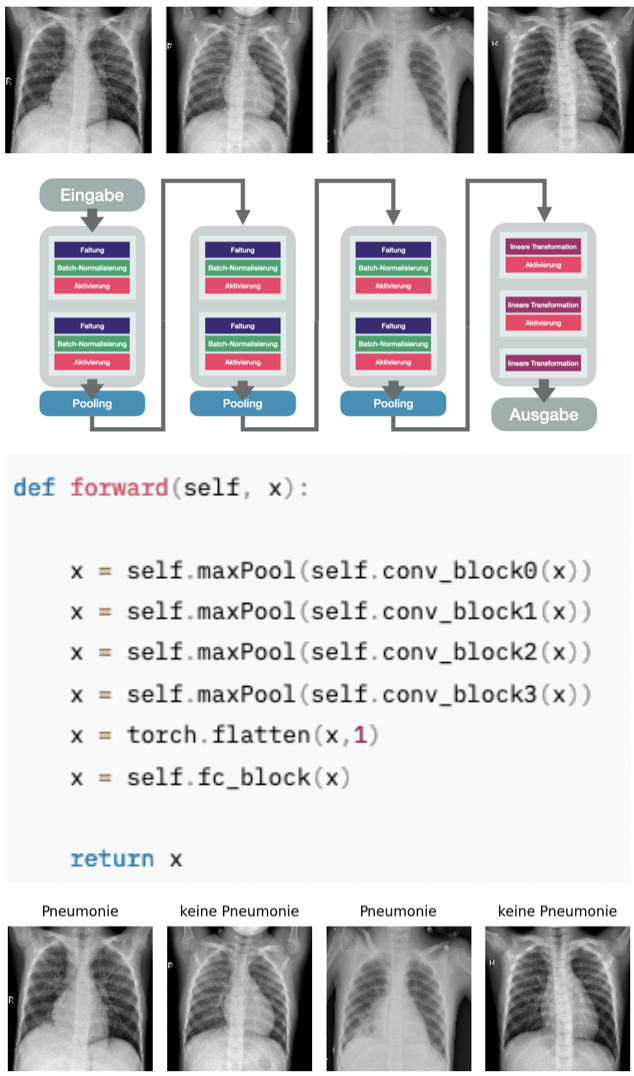 R
R
R
Eingabe
Faltung
Batch-Normalisierung
Aktivierung
Faltung
Batch-Normalisierung
Aktivierung
Pooling
Faltung
Batch-Normalisierung
Aktivierung
Faltung
Batch-Normalisierung
Aktivierung
Pooling
Faltung
Batch-Normalisierung
Aktivierung
Faltung
Batch-Normalisierung
Aktivierung
Pooling
lineare Transformation
Aktivierung
lineare Transformation
Aktivierung
lineare Transformation
Ausgabe
def forward(self, x):
x = self.maxPool(self.conv_block0(x))
x = self.maxPool(self.conv_block1(x))
x = self.maxPool(self.conv_block2(x))
x = self.maxPool(self.conv_block3(x))
x = torch.flatten(x,1)
x = self.fc_block(x)
return x
Pneumonie
keine Pneumonie
Pneumonie
keine Pneumonie
R
R